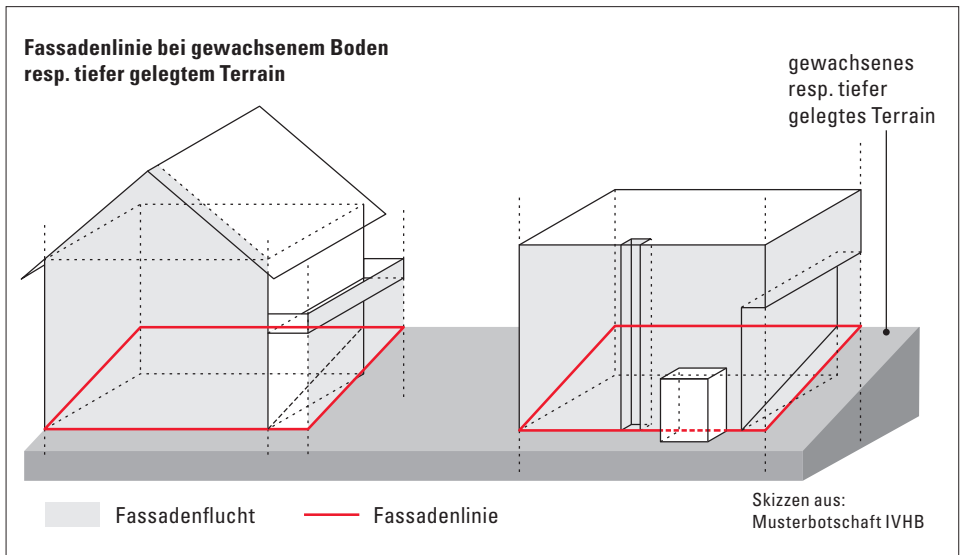 Fassadenlinie bei gewachsenem Boden
resp. tiefer gelegtem Terrain
gewachsenes
resp. tiefer
gelegtes Terrain
Fassadenflucht
Fassadenlinie
Skizzen aus:
Musterbotschaft IVHB